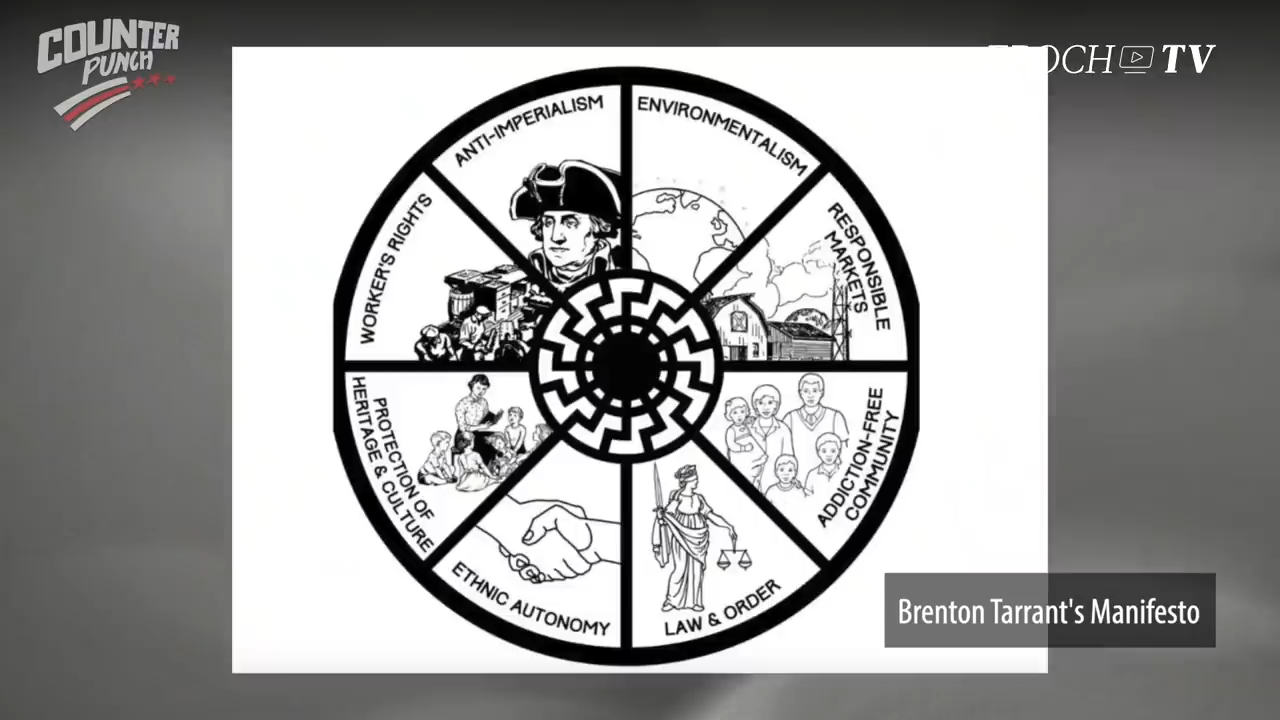 COUNTER
PUNCH
OCH TV
ANTI-IMPERIALISM
ENVIRONMENTALISM
WORKER'S RIGHTS
RESPONSIBLE
MARKETS
PROTECTION OF
HERITAGE & CULTURE
ADDICTION-FREE
COMMUNITY
ETHNIC AUTONOMY
LAW & ORDER
Brenton Tarrant's Manifesto